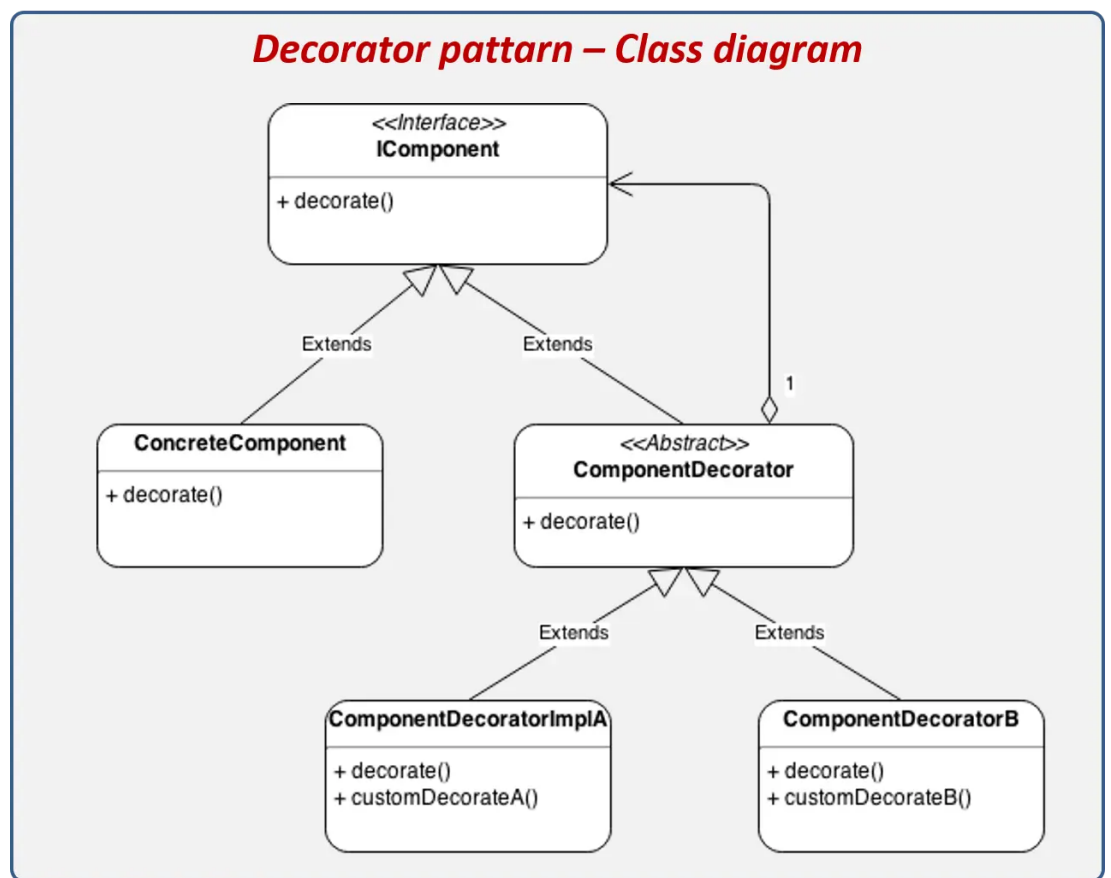 Decorator pattarn – Class diagram
<<Interface>>
IComponent
+ decorate()
Extends
Extends
1
ConcreteComponent
+ decorate()
<<Abstract>>
ComponentDecorator
+ decorate()
Extends
Extends
ComponentDecoratorImplA
+ decorate()
+ customDecorateA()
ComponentDecoratorB
+ decorate()
+ customDecorateB()